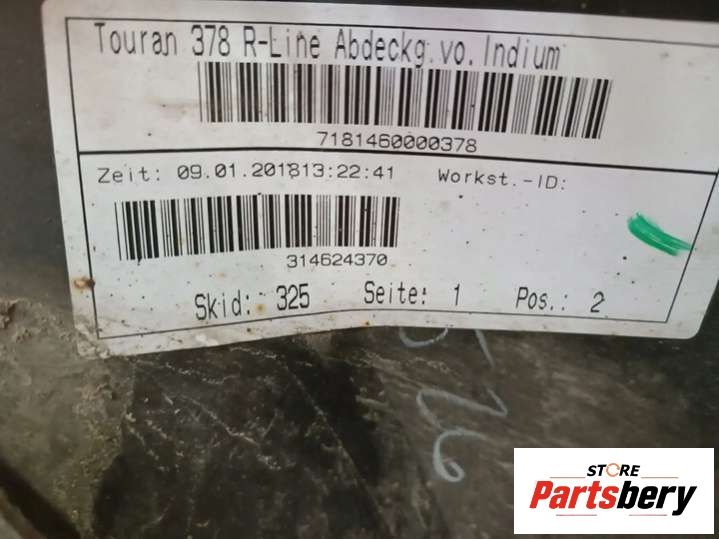 Touran 378 R-Line Abdeckg.vo.Indium
7181460000378
Zeit: 09.01.201813:22:41 Workst.-ID:
314624370
Skid: 325 Seite: 1 Pos.: 2
STORE
Partsbery